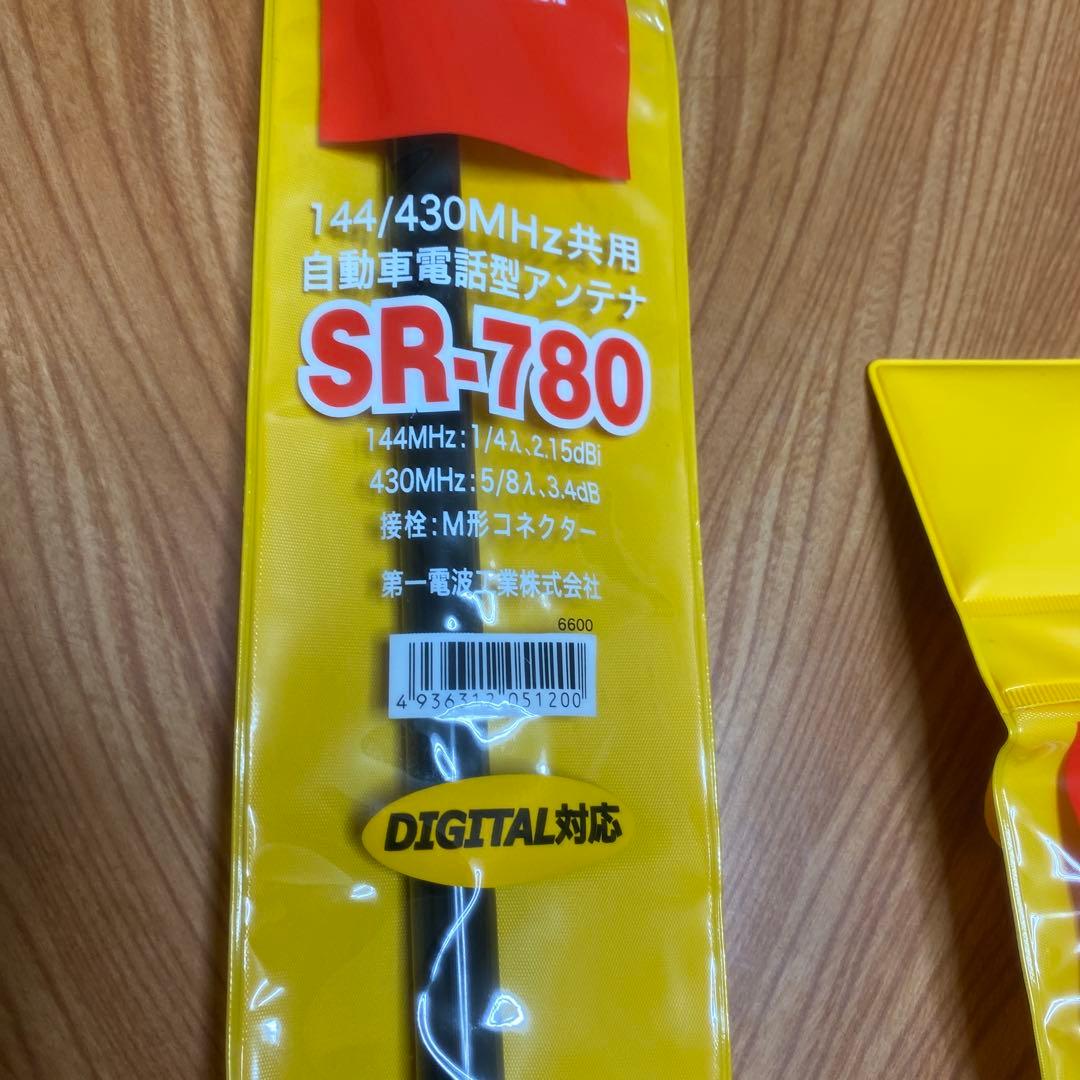 144/430MHz共用
自動車電話型アンテナ
SR-780
144MHz:1/4λ、2.15dBi
430MHz:5/8λ、3.4dB
接栓:M形コネクター
第一電波工業株式会社
6600
4 936312 051200
DIGITAL対応